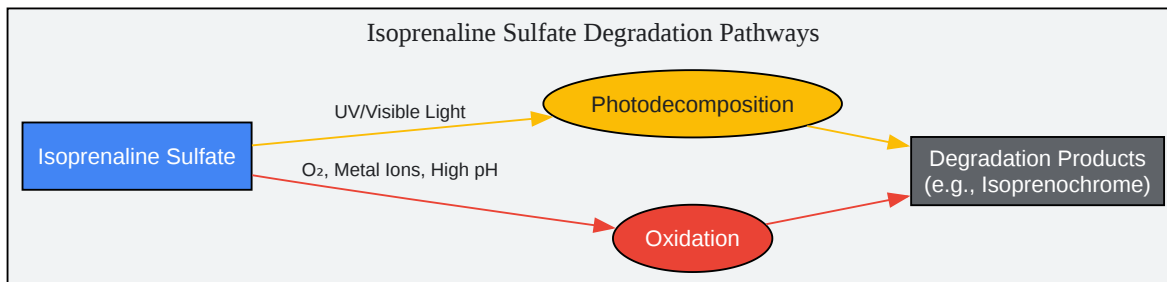 Isoprenaline Sulfate Degradation Pathways
Photodecomposition
UV/Visible Light
Isoprenaline Sulfate
O₂, Metal Ions, High pH
Degradation Products
(e.g., Isoprenochrome)
Oxidation